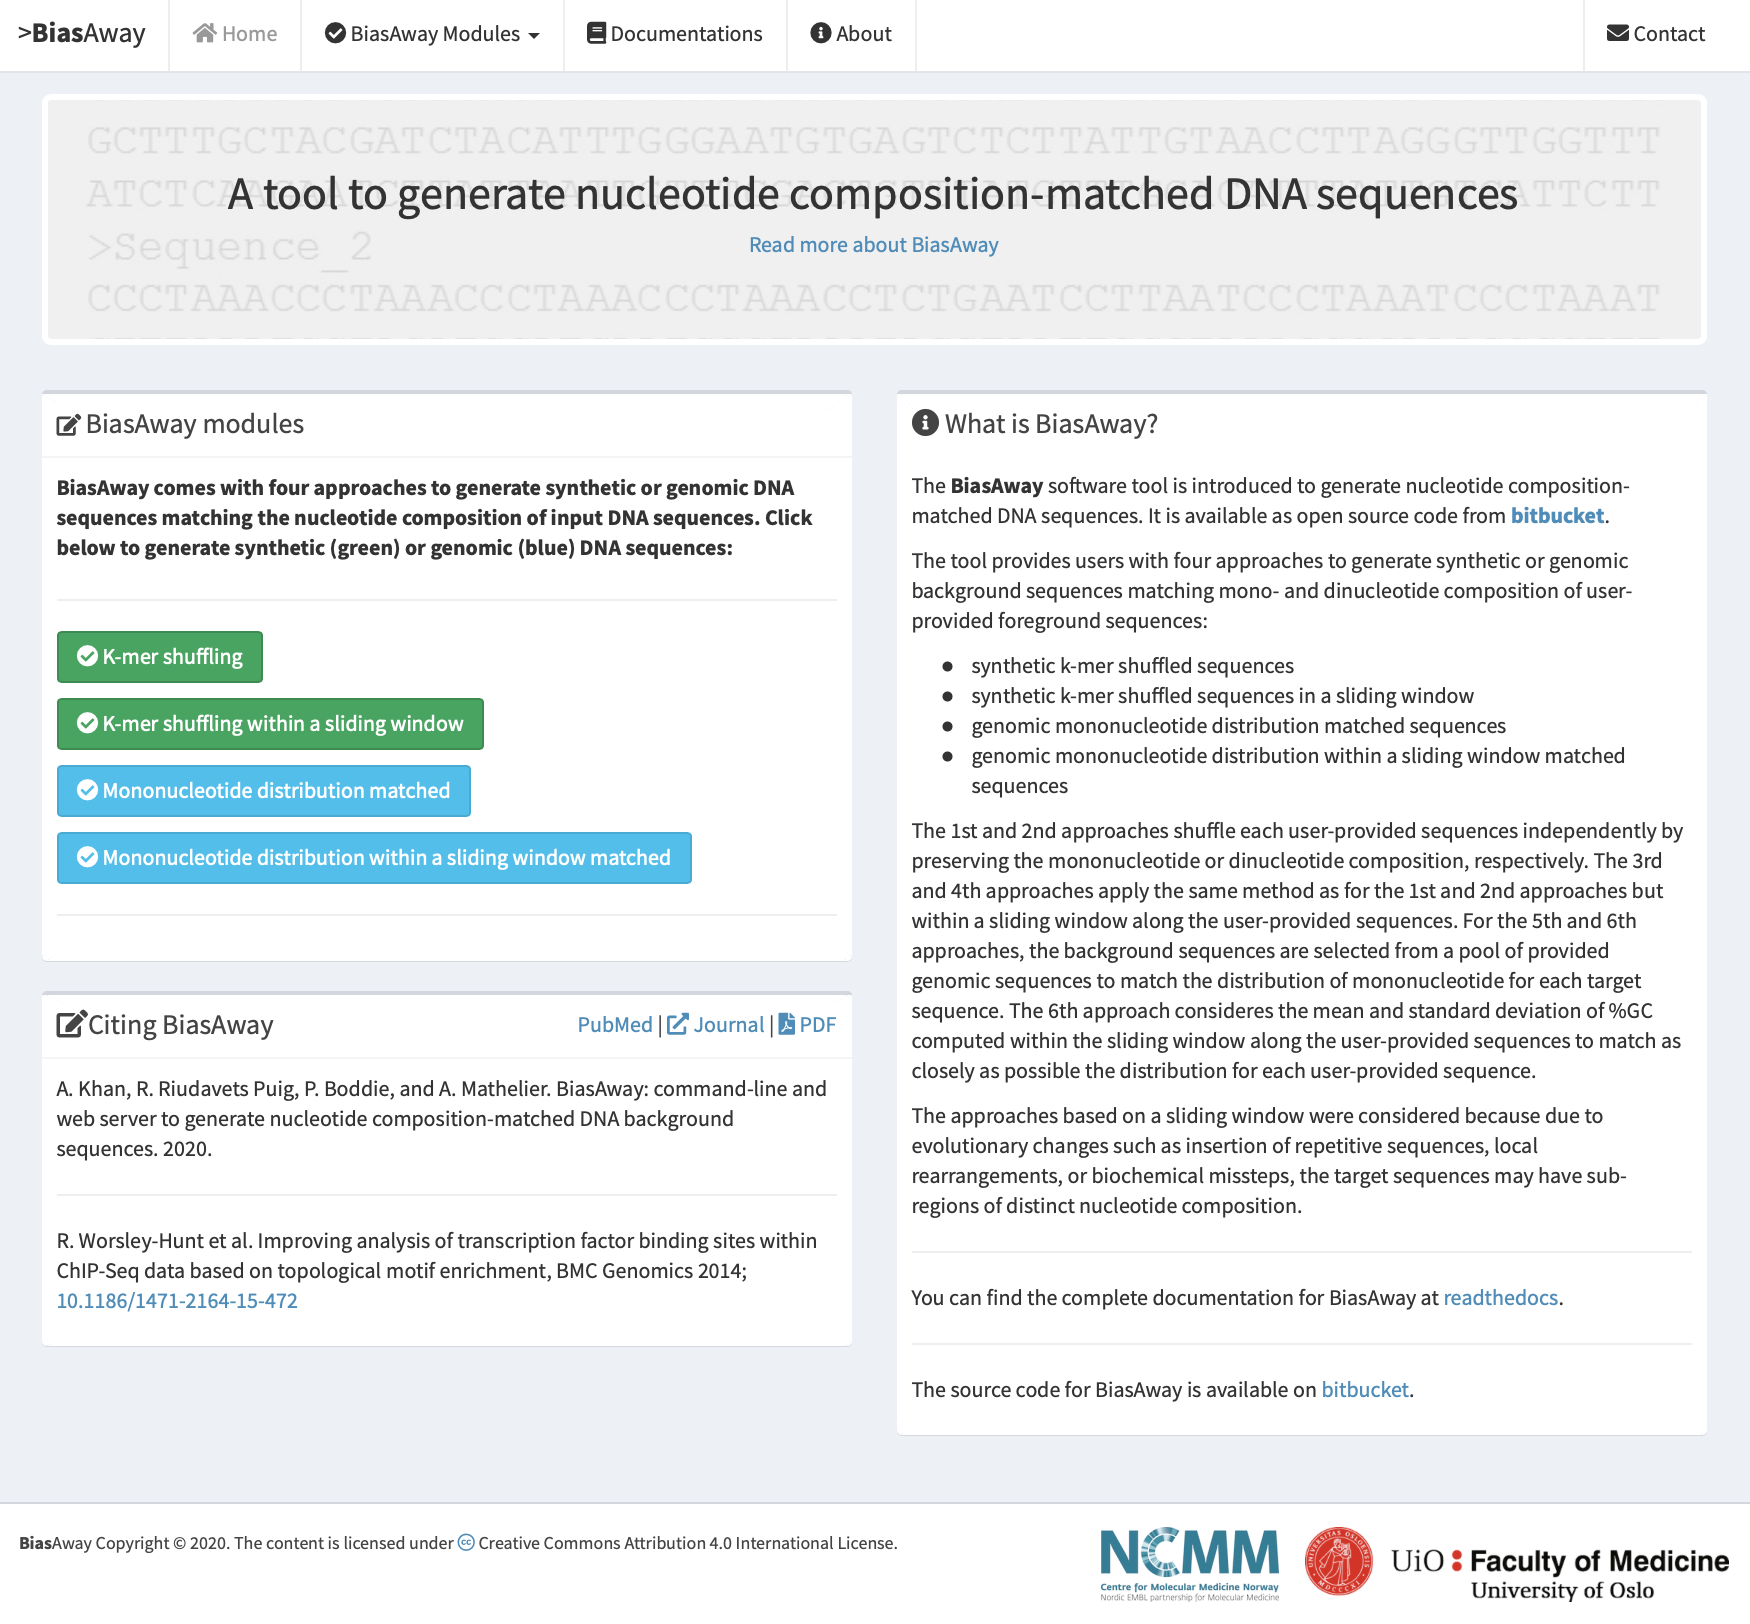 >BiasAway
Home
BiasAway Modules
Documentations
About
Contact
GCTTTGCTACGATCTACATTTGGGAATGTGAGTCTCTTATTGTAACCTTAGGGTTGGTTT
A tool to generate nucleotide composition-matched DNA sequences
Read more about BiasAway
>Sequence_2
CCCTAAACCCTAAACCCTAAACCCTAAACCTCTGAATCCTTAATCCCTAAATCCCTAAAT
BiasAway modules
BiasAway comes with four approaches to generate synthetic or genomic DNA
sequences matching the nucleotide composition of input DNA sequences. Click
below to generate synthetic (green) or genomic (blue) DNA sequences:
K-mer shuffling
K-mer shuffling within a sliding window
Mononucleotide distribution matched
Mononucleotide distribution within a sliding window matched
Citing BiasAway
PubMed | Journal | PDF
A. Khan, R. Riudavets Puig, P. Boddie, and A. Mathelier. BiasAway: command-line and
web server to generate nucleotide composition-matched DNA background
sequences. 2020.
R. Worsley-Hunt et al. Improving analysis of transcription factor binding sites within
ChIP-Seq data based on topological motif enrichment, BMC Genomics 2014;
10.1186/1471-2164-15-472
What is BiasAway?
The BiasAway software tool is introduced to generate nucleotide composition-
matched DNA sequences. It is available as open source code from bitbucket.
The tool provides users with four approaches to generate synthetic or genomic
background sequences matching mono- and dinucleotide composition of user-
provided foreground sequences:
● synthetic k-mer shuffled sequences
● synthetic k-mer shuffled sequences in a sliding window
● genomic mononucleotide distribution matched sequences
● genomic mononucleotide distribution within a sliding window matched
sequences
The 1st and 2nd approaches shuffle each user-provided sequences independently by
preserving the mononucleotide or dinucleotide composition, respectively. The 3rd
and 4th approaches apply the same method as for the 1st and 2nd approaches but
within a sliding window along the user-provided sequences. For the 5th and 6th
approaches, the background sequences are selected from a pool of provided
genomic sequences to match the distribution of mononucleotide for each target
sequence. The 6th approach consideres the mean and standard deviation of %GC
computed within the sliding window along the user-provided sequences to match as
closely as possible the distribution for each user-provided sequence.
The approaches based on a sliding window were considered because due to
evolutionary changes such as insertion of repetitive sequences, local
rearrangements, or biochemical missteps, the target sequences may have sub-
regions of distinct nucleotide composition.
You can find the complete documentation for BiasAway at readthedocs.
The source code for BiasAway is available on bitbucket.
BiasAway Copyright © 2020. The content is licensed under Creative Commons Attribution 4.0 International License.
NCMM
Centre for Molecular Medicine Norway
Nordic EMBL partnership for Molecular Medicine
UNIVERSITAS OSLOENSIS
MDCCCXI
UiO Faculty of Medicine
University of Oslo